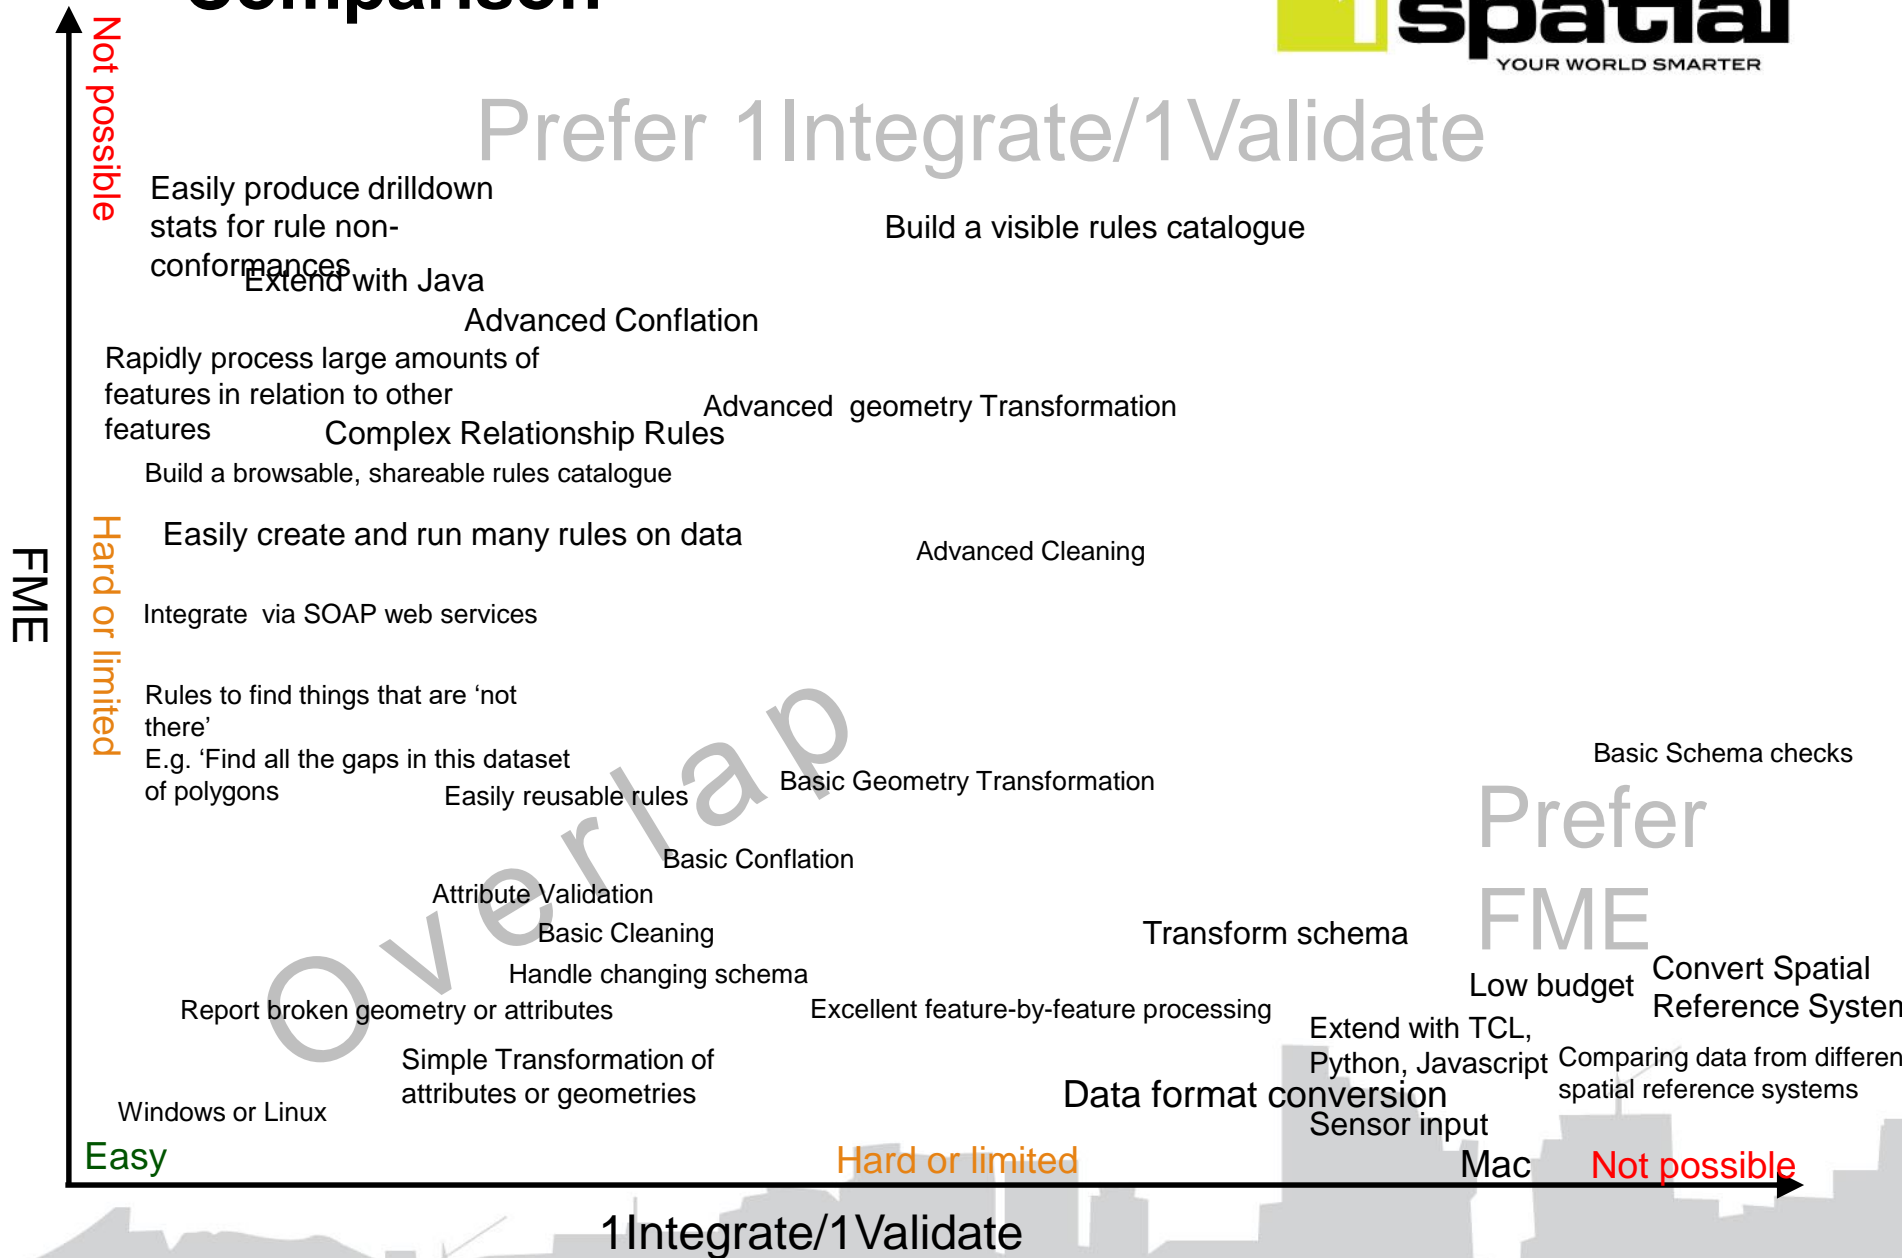 Comparison
1spatial
YOUR WORLD SMARTER
Not possible
Prefer 1Integrate/1Validate
Easily produce drilldown
stats for rule non-
conformances
Build a visible rules catalogue
Extend with Java
Advanced Conflation
Rapidly process large amounts of
features in relation to other
features
Advanced  geometry Transformation
Complex Relationship Rules
Build a browsable, shareable rules catalogue
Hard or limited
Easily create and run many rules on data
Advanced Cleaning
FME
Integrate  via SOAP web services
Rules to find things that are ‘not
there’
E.g. ‘Find all the gaps in this dataset
of polygons
Overlap
Basic Schema checks
Basic Geometry Transformation
Easily reusable rules
Prefer
FME
Basic Conflation
Attribute Validation
Basic Cleaning
Transform schema
Handle changing schema
Low budget
Convert Spatial
Reference System
Report broken geometry or attributes
Excellent feature-by-feature processing
Extend with TCL,
Python, Javascript
Comparing data from differen
spatial reference systems
Simple Transformation of
attributes or geometries
Data format conversion
Windows or Linux
Sensor input
Easy
Hard or limited
Mac
Not possible
1Integrate/1Validate